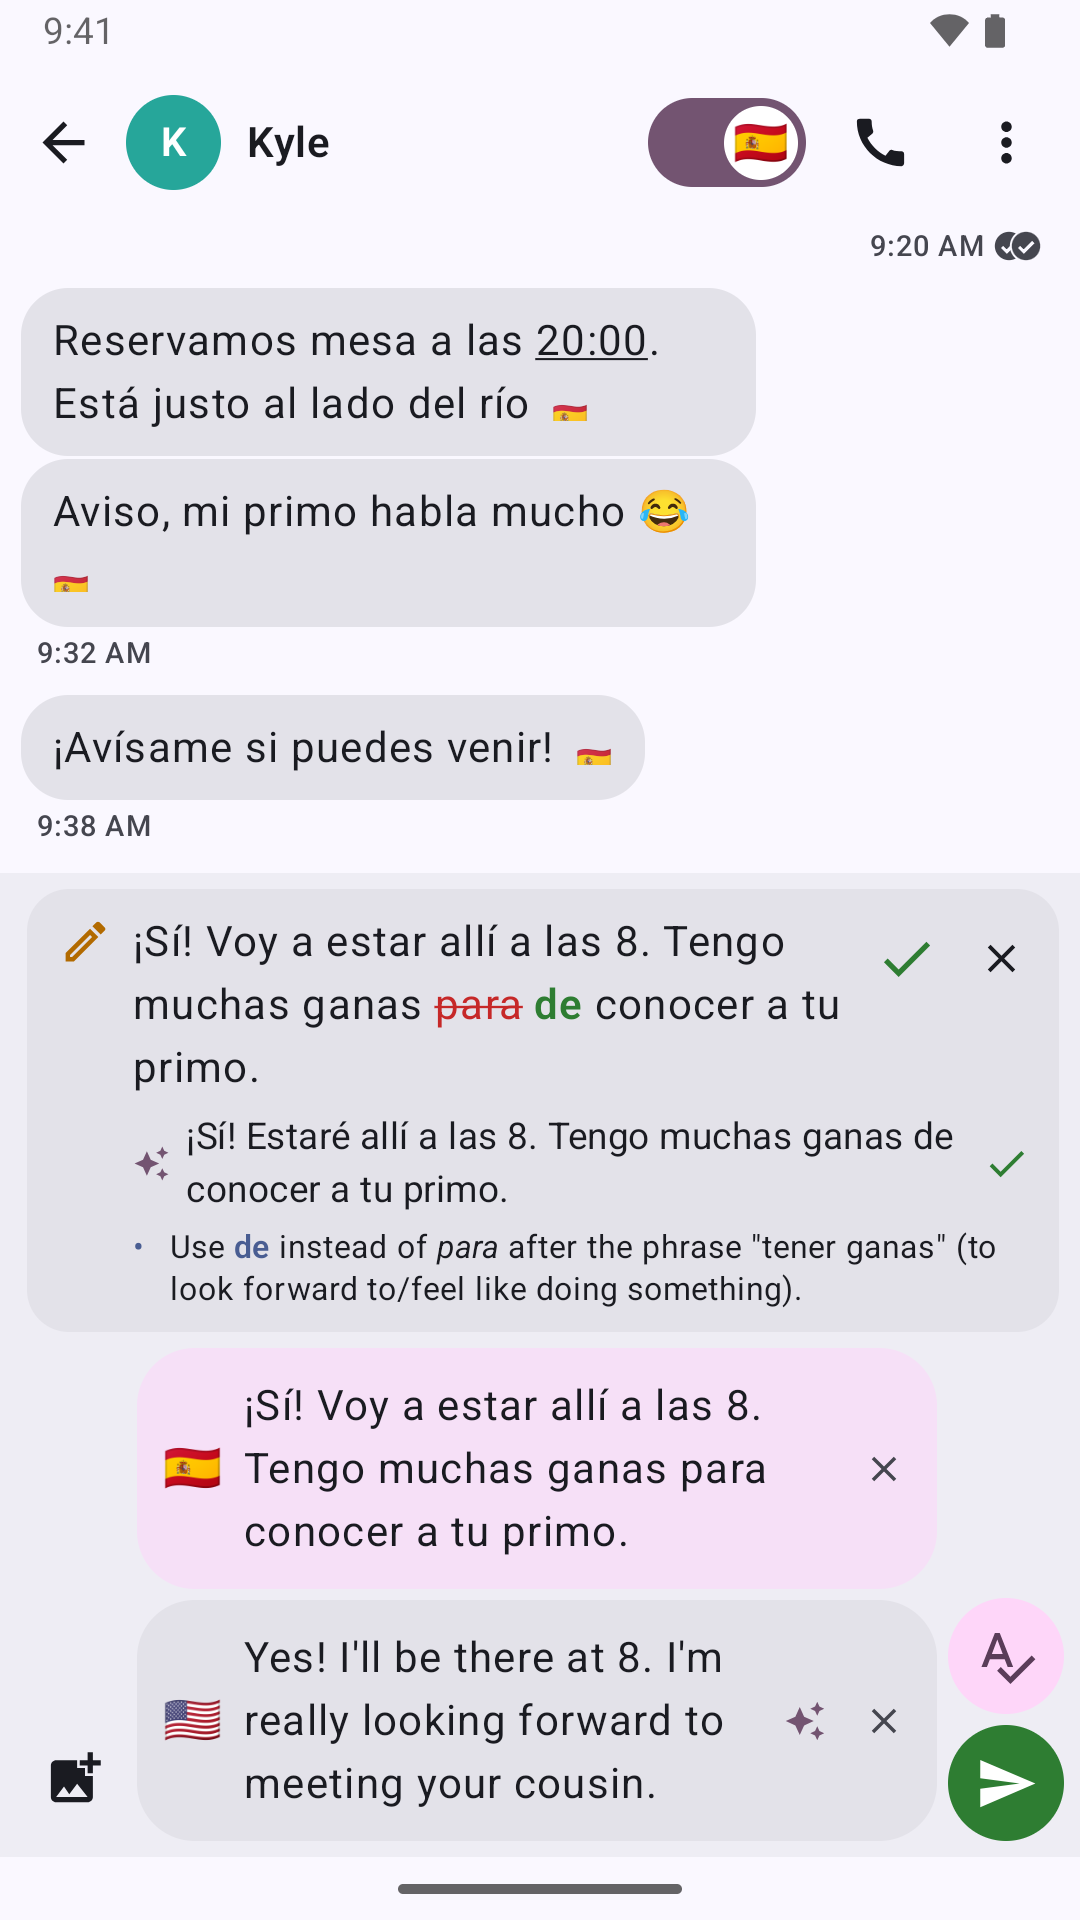 9:41
K
Kyle
9:20 AM
Reservamos mesa a las 20:00.
Está justo al lado del río 🇪🇸
Aviso, mi primo habla mucho 😂
🇪🇸
9:32 AM
¡Avísame si puedes venir! 🇪🇸
9:38 AM
¡Sí! Voy a estar allí a las 8. Tengo
muchas ganas para de conocer a tu
primo.
¡Sí! Estaré allí a las 8. Tengo muchas ganas de
conocer a tu primo.
• Use de instead of para after the phrase "tener ganas" (to
look forward to/feel like doing something).
¡Sí! Voy a estar allí a las 8.
Tengo muchas ganas para
conocer a tu primo.
Yes! I'll be there at 8. I'm
really looking forward to
meeting your cousin.
A